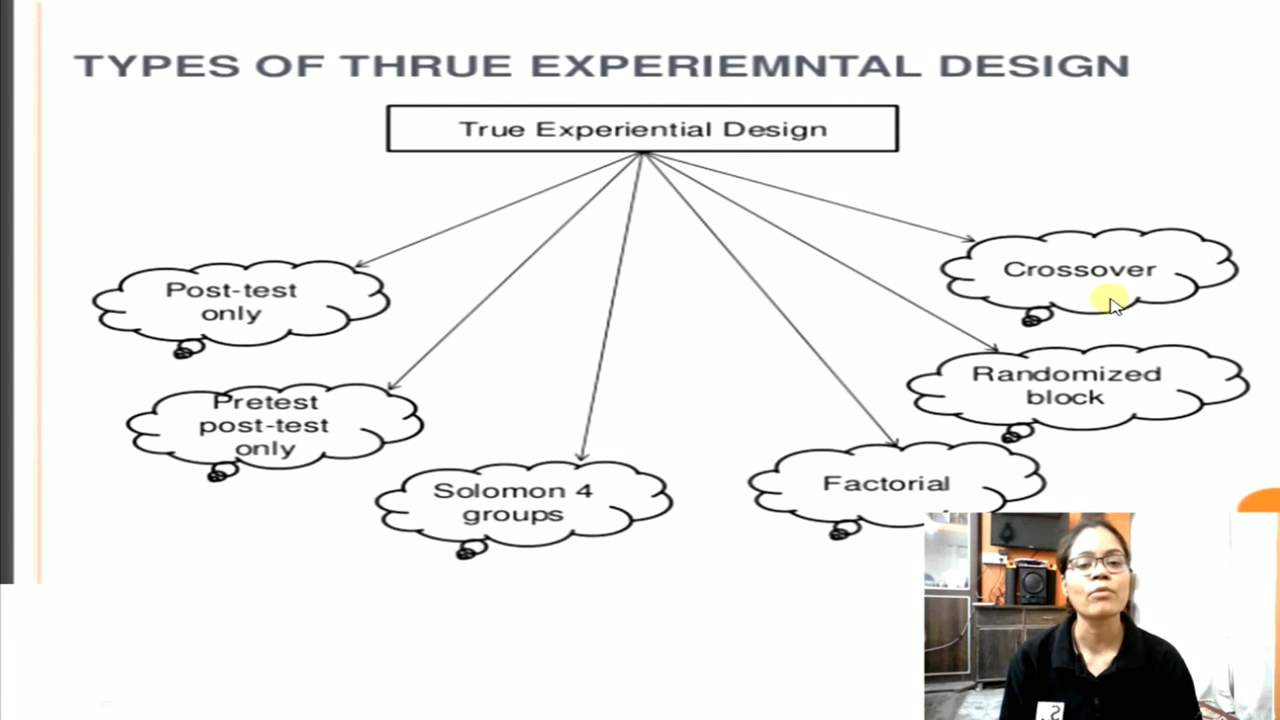 TYPES OF THRUE EXPERIEMNTAL DESIGN
True Experiential Design
Post-test
only
Pretest
post-test
only
Solomon 4
groups
Factorial
Randomized
block
Crossover